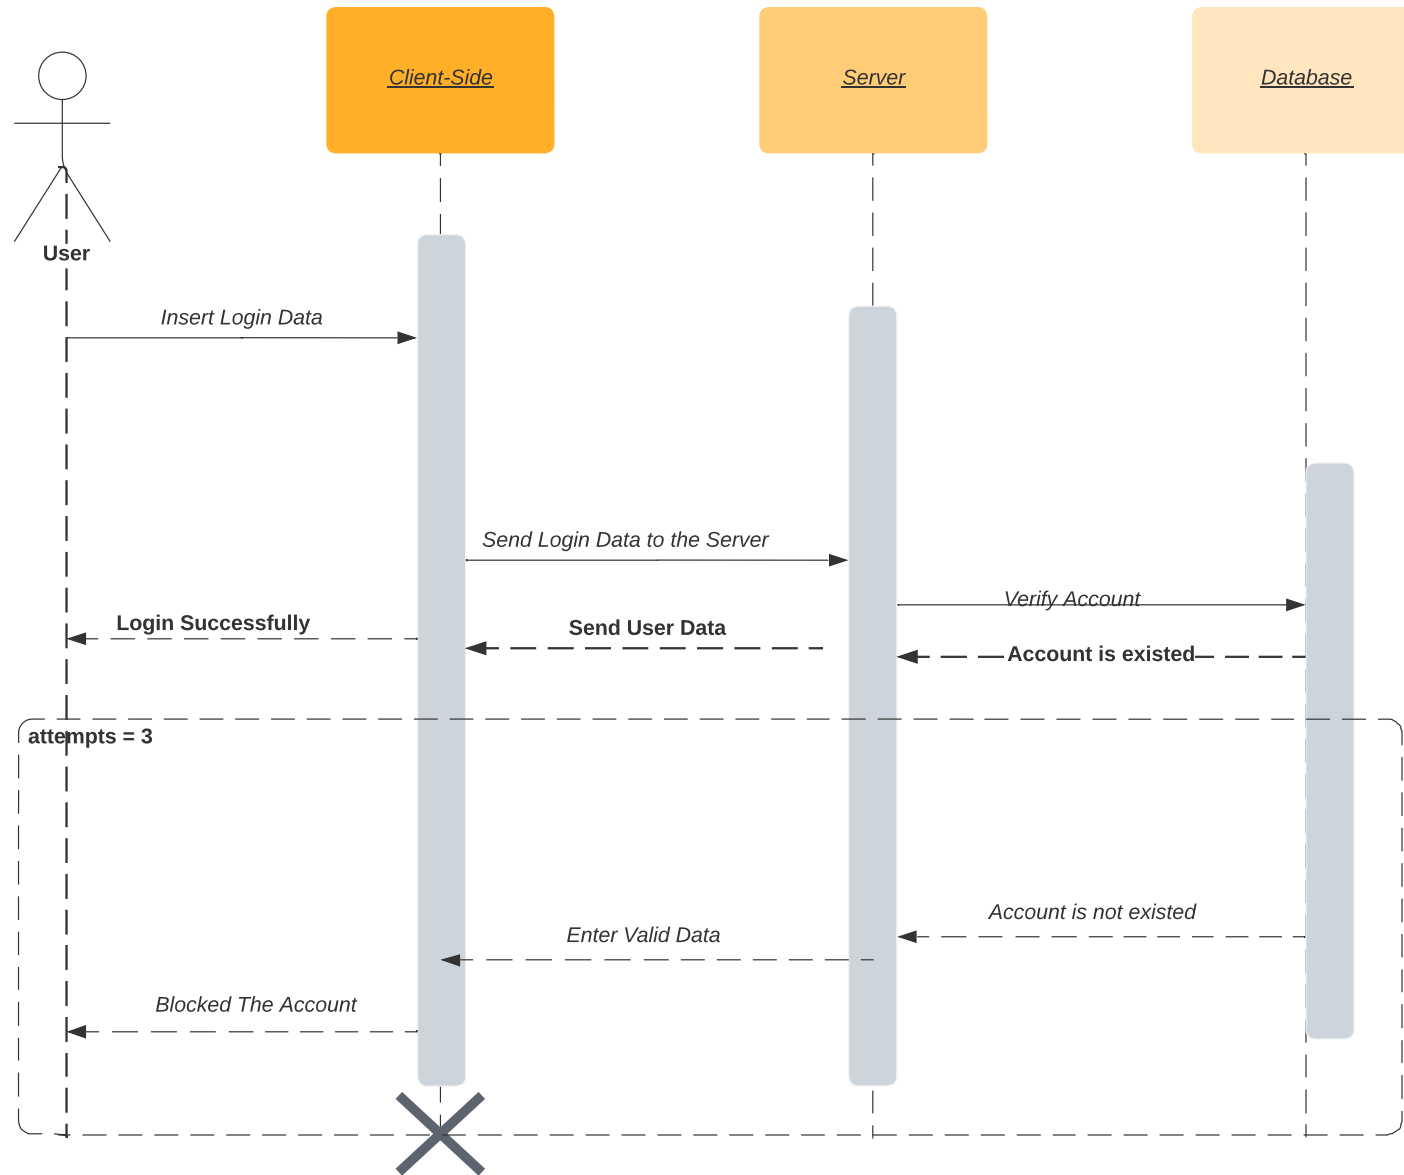 Client-Side
Server
Database
User
Insert Login Data
Send Login Data to the Server
Verify Account
Login Successfully
Send User Data
Account is existed
attempts = 3
Account is not existed
Enter Valid Data
Blocked The Account